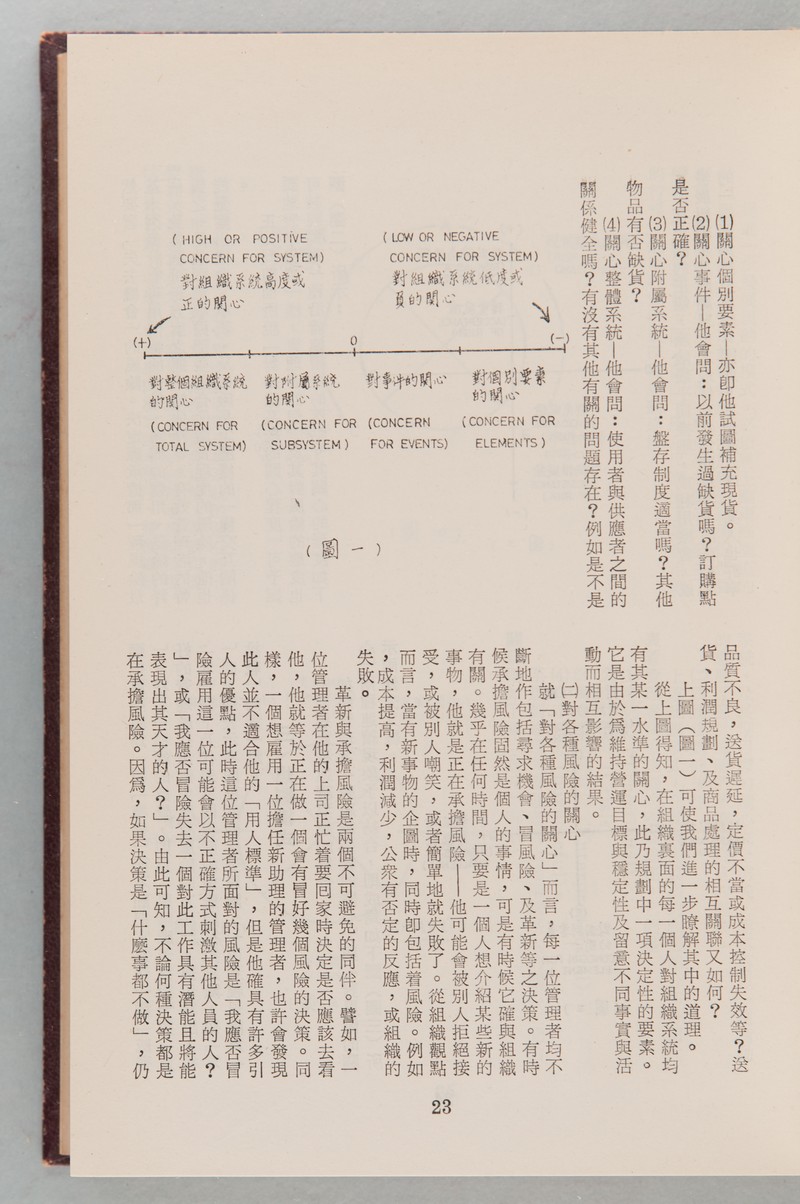 ⑴關心個別要素—亦卽他試圖補充現貨。
⑵關心事件—他會問：以前發生過缺貨嗎？訂購點
是否正確？
⑶關心附屬系統—他會問：盤存制度適當嗎？其他
物品有否缺貨？
⑷關心整體系統—他會問：使用者與供應者之間的
關係健全嗎？有沒有其他有關的問題存在？例如是不是
(HIGH OR POSITIVE
CONCERN FOR SYSTEM)
對組織系統高度或
正的關心
(LOW OR NEGATIVE
CONCERN FOR SYSTEM)
對組織系統低度或
負的關心
(+) 0 (−)
對整個組織系統
的關心
(CONCERN FOR
TOTAL SYSTEM)
對附屬系統
的關心
(CONCERN FOR
SUBSYSTEM)
對事件的關心
(CONCERN
FOR EVENTS)
對個別要素
的關心
(CONCERN FOR
ELEMENTS)
(圖一)
品質不良，送貨遲延，定價不當或成本控制失效等？送
貨、利潤規劃、及商品處理的相互關聯又如何？
上圖（圖一）可使我們進一步瞭解其中的道理。
從上圖得知，在組織裏面的每一個人對組織系統均
有其某一水準的關心，此乃規劃中一項決定性的要素。
它是由於爲維持營運目標與穩定性及留意不同事實與活
動而相互影響的結果。
㈡對各種風險的關心
就「對各種風險的關心」而言，每一位管理者均不
斷地作包括尋求機會、冒風險、及革新等之決策。有時
候承擔風險固然是個人的事情，可是有時候它確與組織
有關。幾乎在任何時間，只要是一個人想介紹某些新的
事物，他就是正在承擔風險——他可能會被別人拒絕接
受，或被別人嘲笑，或者簡單地就失敗了。從組織觀點
而言，當有新事物的企圖時，同時卽包括着風險。例如
，成本提高，利潤減少，公衆有否定的反應，或組織的
失敗。
革新與承擔風險是兩個不可避免的同伴。譬如，一
位管理者在他的上司正忙着要囘家時決定是否應該去看
他，他就等於正在做一個會有冒好幾個風險的決策。同
樣，一個想雇用一位擔任新助理的管理者，也許會發現
此人並不適合他的「用人標準」，但是他確具有許多引
人的優點，此時這位管理者所面對的風險是「我應否冒
險雇用這一位可能會以不正確方式刺激其他人員的人？
」，或「我應否冒險失去一個對此工作具有潛能且將能
表現出其天才的人？」。由此可知，不論何種決策都是
在承擔風險。因爲，如果決策是「什麼事都不做」，仍
23